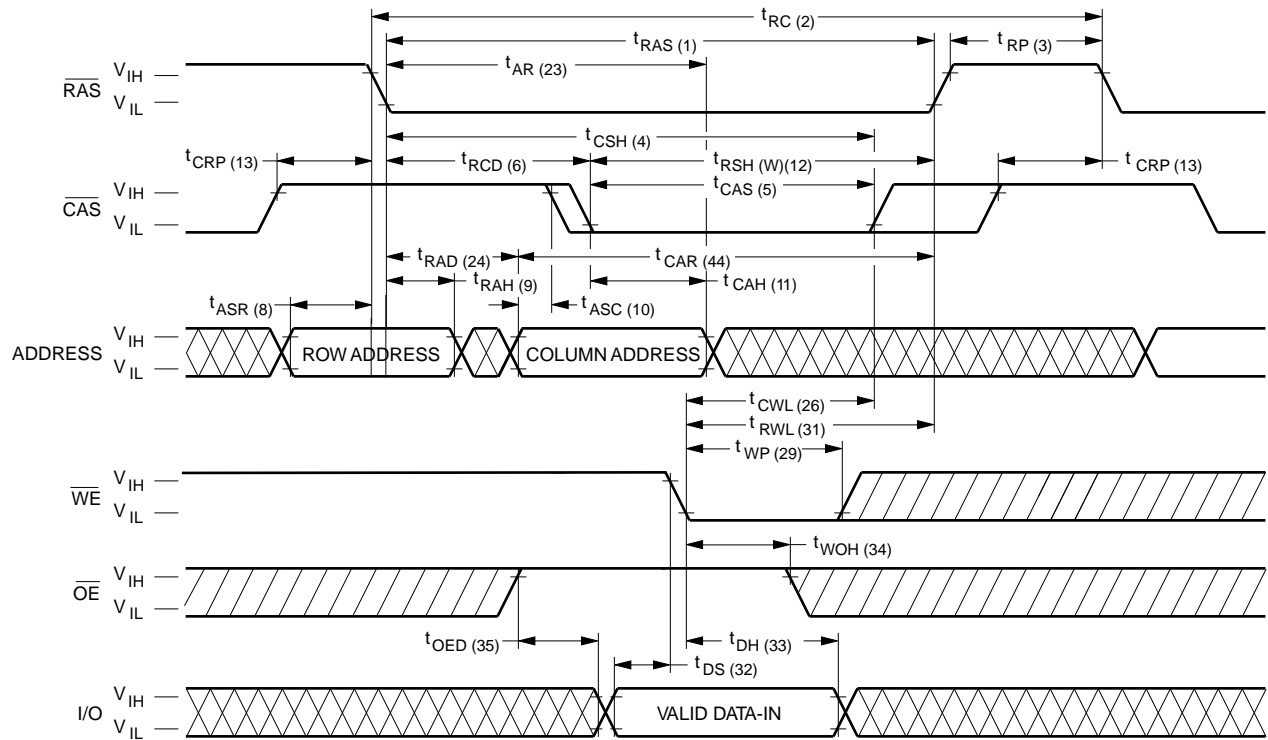 tRC (2)
tRAS (1)
tRP (3)
tAR (23)
RAS
VIH
VIL
tCSH (4)
tCRP (13)
tRCD (6)
tRSH (W)(12)
tCRP (13)
tCAS (5)
CAS
VIH
VIL
tRAD (24)
tCAR (44)
tRAH (9)
tCAH (11)
tASR (8)
tASC (10)
ADDRESS
VIH
VIL
ROW ADDRESS
COLUMN ADDRESS
tCWL (26)
tRWL (31)
tWP (29)
WE
VIH
VIL
tWOH (34)
OE
VIH
VIL
tOED (35)
tDH (33)
tDS (32)
I/O
VIH
VIL
VALID DATA-IN